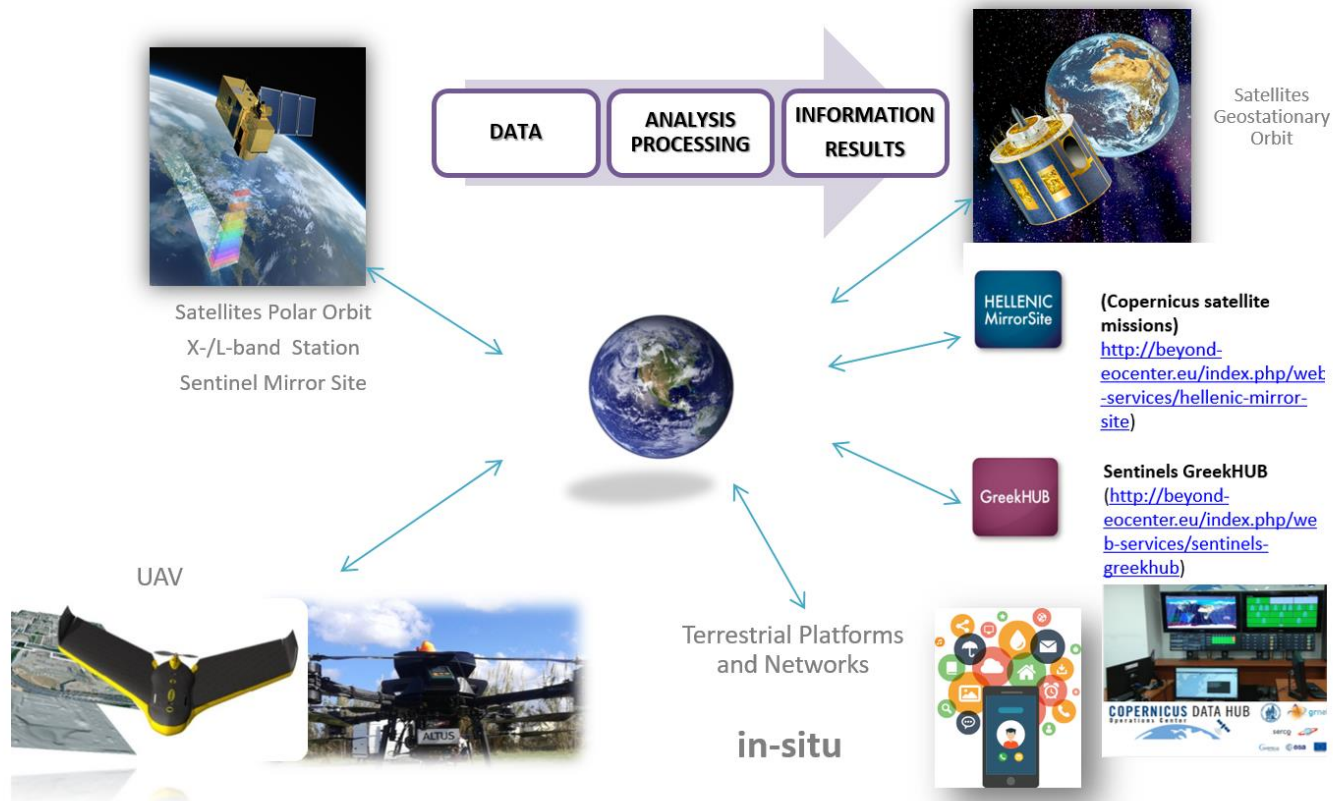 DATA
ANALYSIS
PROCESSING
INFORMATION
RESULTS
Satellites
Geostationary
Orbit
Satellites Polar Orbit
X-/L-band Station
Sentinel Mirror Site
HELLENIC
MirrorSite
(Copernicus satellite
missions)
http://beyond-
eocenter.eu/index.php/web
-services/hellenic-mirror-
site)
GreekHUB
Sentinels GreekHUB
(http://beyond-
eocenter.eu/index.php/we
b-services/sentinels-
greekhub)
UAV
ALTUS
Terrestrial Platforms
and Networks
in-situ
COPERNICUS DATA HUB
Operations Center
grnet
esa